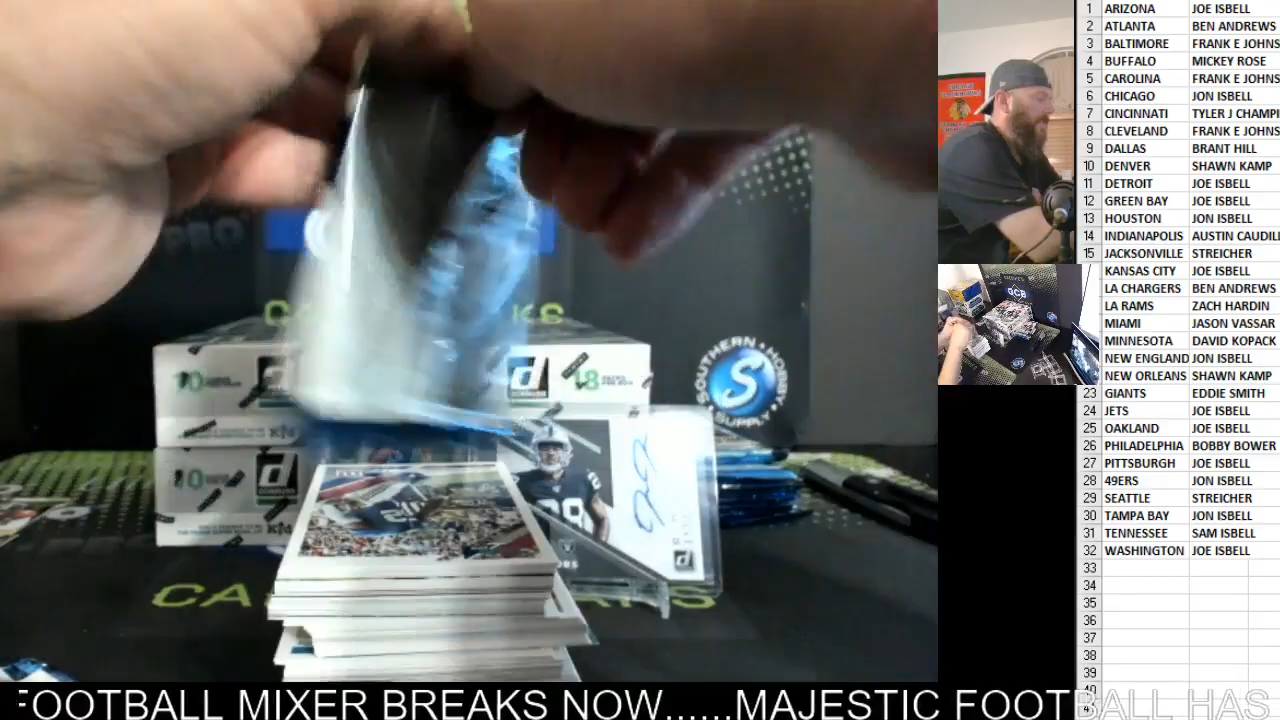 1 ARIZONA JOE ISBELL
2 ATLANTA BEN ANDREWS
3 BALTIMORE FRANK E JOHNS
4 BUFFALO MICKEY ROSE
5 CAROLINA FRANK E JOHNS
6 CHICAGO JON ISBELL
7 CINCINNATI TYLER J CHAMPI
8 CLEVELAND FRANK E JOHNS
9 DALLAS BRANT HILL
10 DENVER SHAWN KAMP
11 DETROIT JOE ISBELL
12 GREEN BAY JOE ISBELL
13 HOUSTON JON ISBELL
14 INDIANAPOLIS AUSTIN CAUDILL
15 JACKSONVILLE STREICHER
KANSAS CITY JOE ISBELL
LA CHARGERS BEN ANDREWS
LA RAMS ZACH HARDIN
MIAMI JASON VASSAR
MINNESOTA DAVID KOPACK
NEW ENGLAND JON ISBELL
NEW ORLEANS SHAWN KAMP
23 GIANTS EDDIE SMITH
24 JETS JOE ISBELL
25 OAKLAND JOE ISBELL
26 PHILADELPHIA BOBBY BOWER
27 PITTSBURGH JOE ISBELL
28 49ERS JON ISBELL
29 SEATTLE STREICHER
30 TAMPA BAY JON ISBELL
31 TENNESSEE SAM ISBELL
32 WASHINGTON JOE ISBELL
33
34
35
36
37
38
39
40
PRO
SOUTHERN HOBBY SUPPLY
S
GCB
d
18
28
FOOTBALL MIXER BREAKS NOW......MAJESTIC FOOTBALL HAS